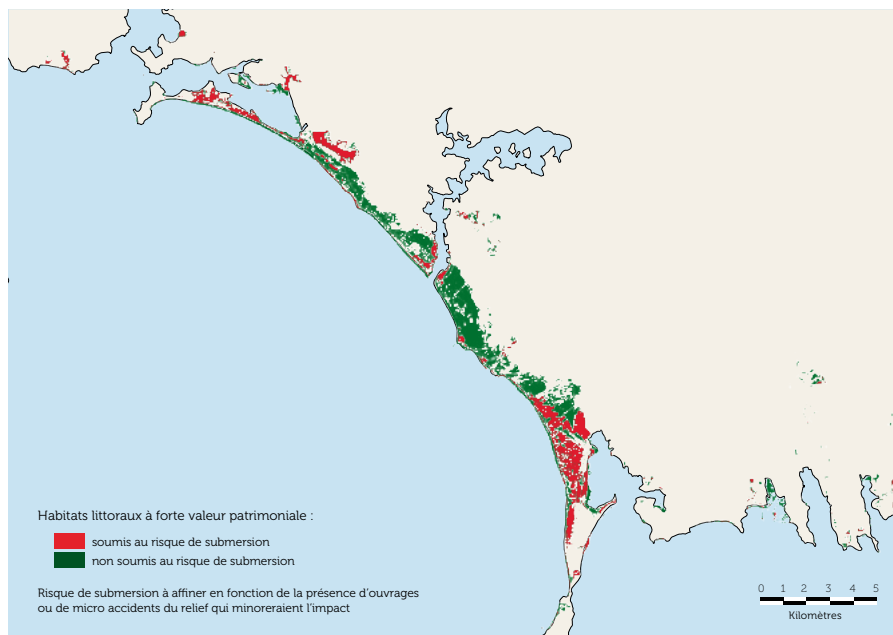 Habitats littoraux à forte valeur patrimoniale :
soumis au risque de submersion
non soumis au risque de submersion
Risque de submersion à affiner en fonction de la présence d'ouvrages
ou de micro accidents du relief qui minoreraient l'impact
0 1 2 3 4 5
Kilomètres